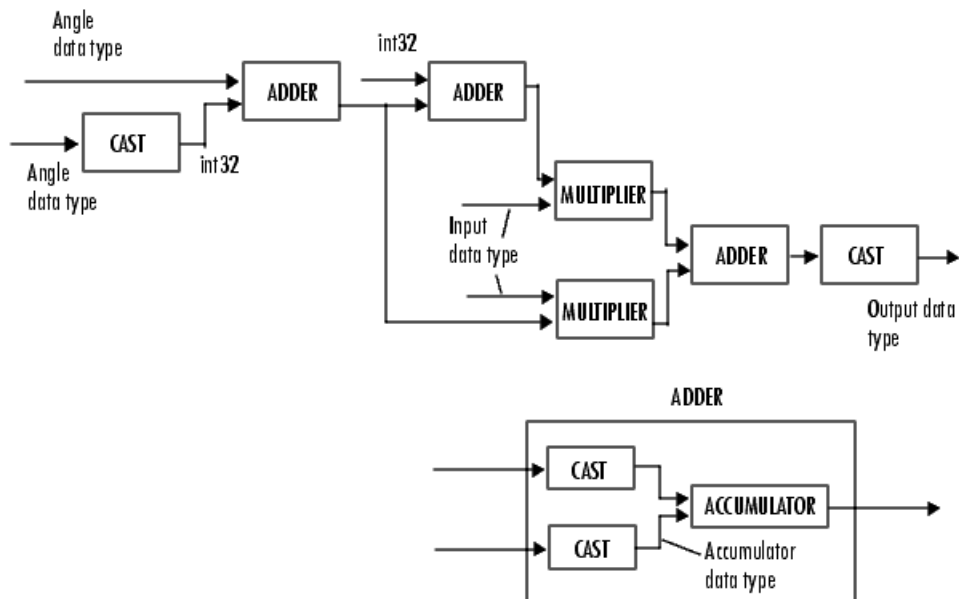 Angle
data type
int32
ADDER
ADDER
CAST
int32
Angle
data type
MULTIPLIER
Input
data type
ADDER
CAST
MULTIPLIER
Output data
type
ADDER
CAST
ACCUMULATOR
CAST
Accumulator
data type